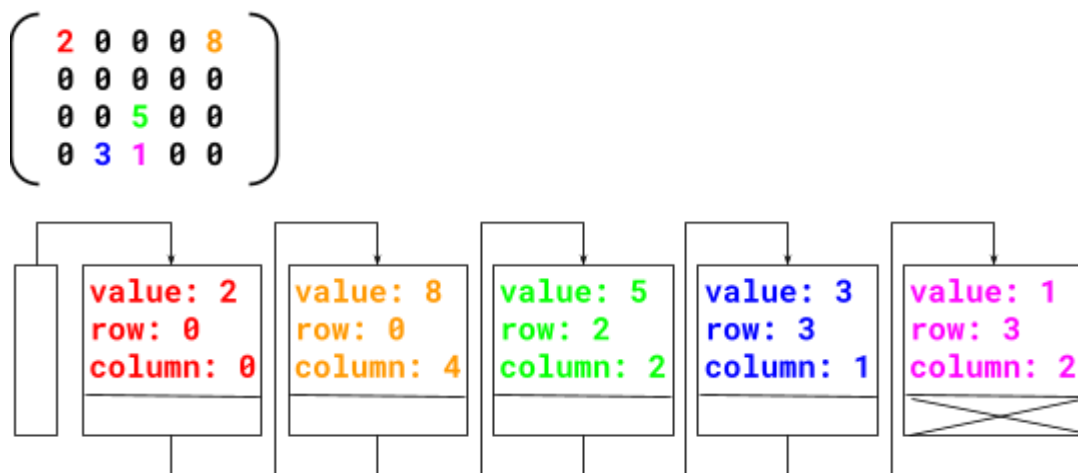 2 0 0 0 8
0 0 0 0 0
0 0 5 0 0
0 3 1 0 0
value: 2
row: 0
column: 0
value: 8
row: 0
column: 4
value: 5
row: 2
column: 2
value: 3
row: 3
column: 1
value: 1
row: 3
column: 2